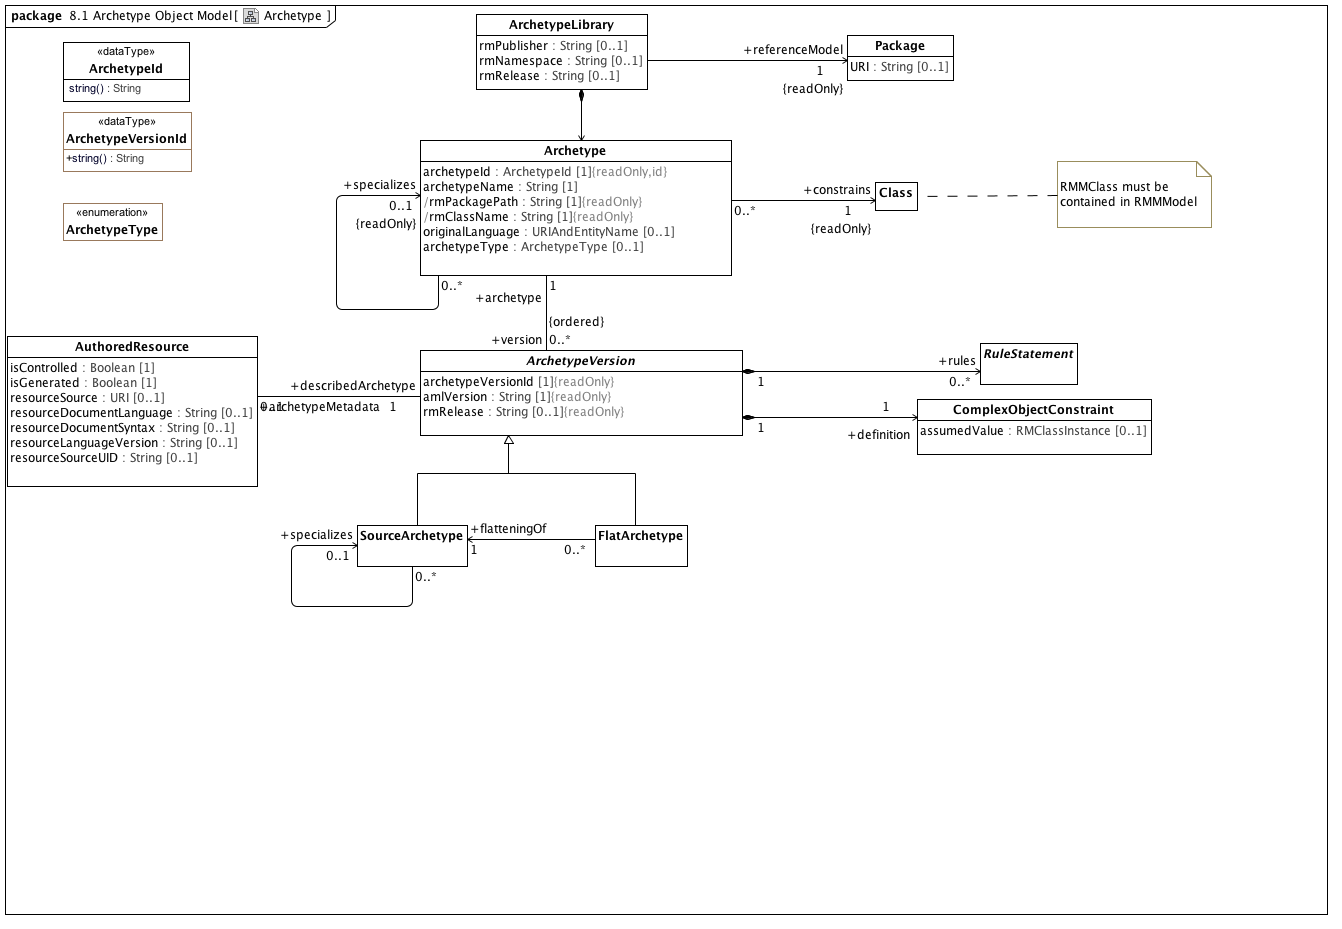 package 8.1 Archetype Object Model[ Archetype ]
«dataType»
ArchetypeId
string() : String
«dataType»
ArchetypeVersionId
+string() : String
«enumeration»
ArchetypeType
ArchetypeLibrary
rmPublisher : String [0..1]
rmNamespace : String [0..1]
rmRelease : String [0..1]
+referenceModel
1
{readOnly}
Package
URI : String [0..1]
Archetype
archetypeId : ArchetypeId [1]{readOnly,id}
archetypeName : String [1]
/rmPackagePath : String [1]{readOnly}
/rmClassName : String [1]{readOnly}
originalLanguage : URIAndEntityName [0..1]
archetypeType : ArchetypeType [0..1]
+specializes
0..1
{readOnly}
0..*
0..*
+constrains
1
{readOnly}
Class
RMMClass must be
contained in RMMModel
1
+archetype
{ordered}
+version
0..*
AuthoredResource
isControlled : Boolean [1]
isGenerated : Boolean [1]
resourceSource : URI [0..1]
resourceDocumentLanguage : String [0..1]
resourceDocumentSyntax : String [0..1]
resourceLanguageVersion : String [0..1]
resourceSourceUID : String [0..1]
+describedArchetype
0..1
+archetypeMetadata
1
ArchetypeVersion
archetypeVersionId [1]{readOnly}
amlVersion : String [1]{readOnly}
rmRelease : String [0..1]{readOnly}
1
+rules
0..*
RuleStatement
1
1
+definition
ComplexObjectConstraint
assumedValue : RMClassInstance [0..1]
+specializes
0..1
SourceArchetype
0..*
+flatteningOf
1
0..*
FlatArchetype